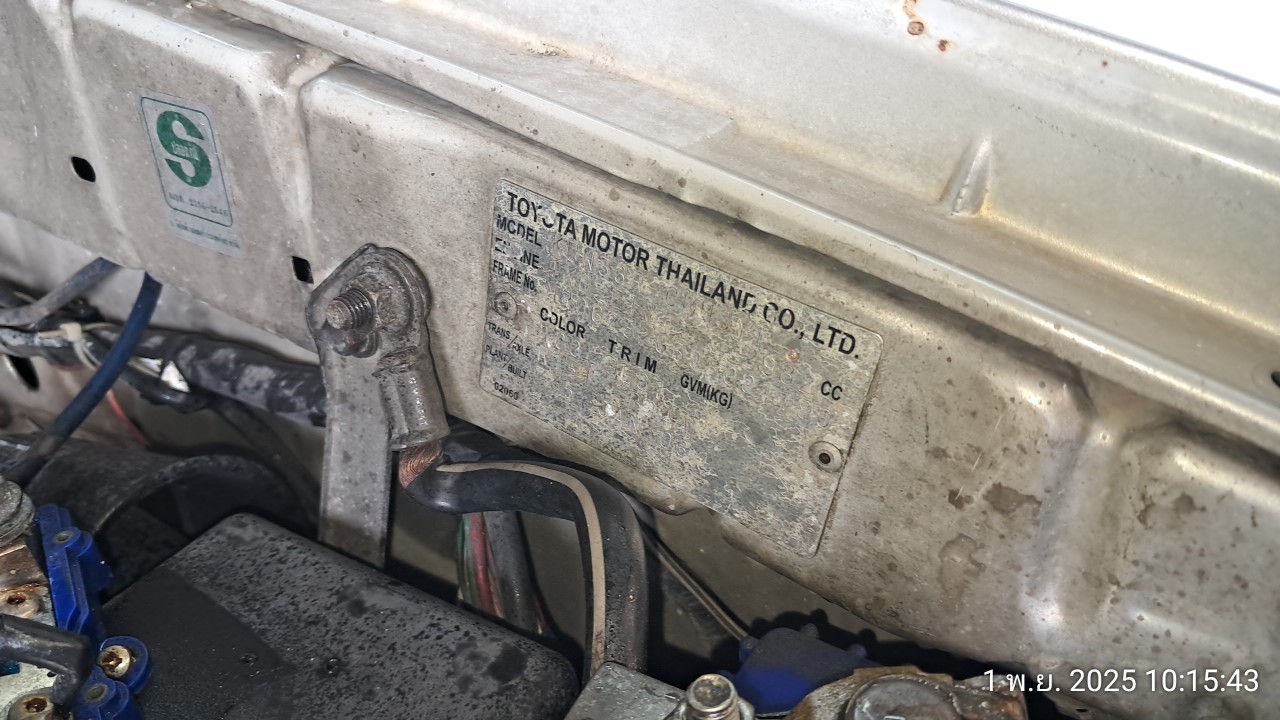 S
TOYOTA MOTOR THAILAND CO., LTD.
MODEL
ENGINE CC
FRAME No.
COLOR TRIM GVM(KG)
TRANS/AXLE
PLANT/BUILT
02060
1 พ.ย. 2025 10:15:43